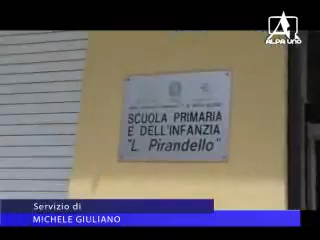 ALPA UNO
SCUOLA PRIMARIA
E DELL'INFANZIA
"L. Pirandello"
Servizio di
MICHELE GIULIANO